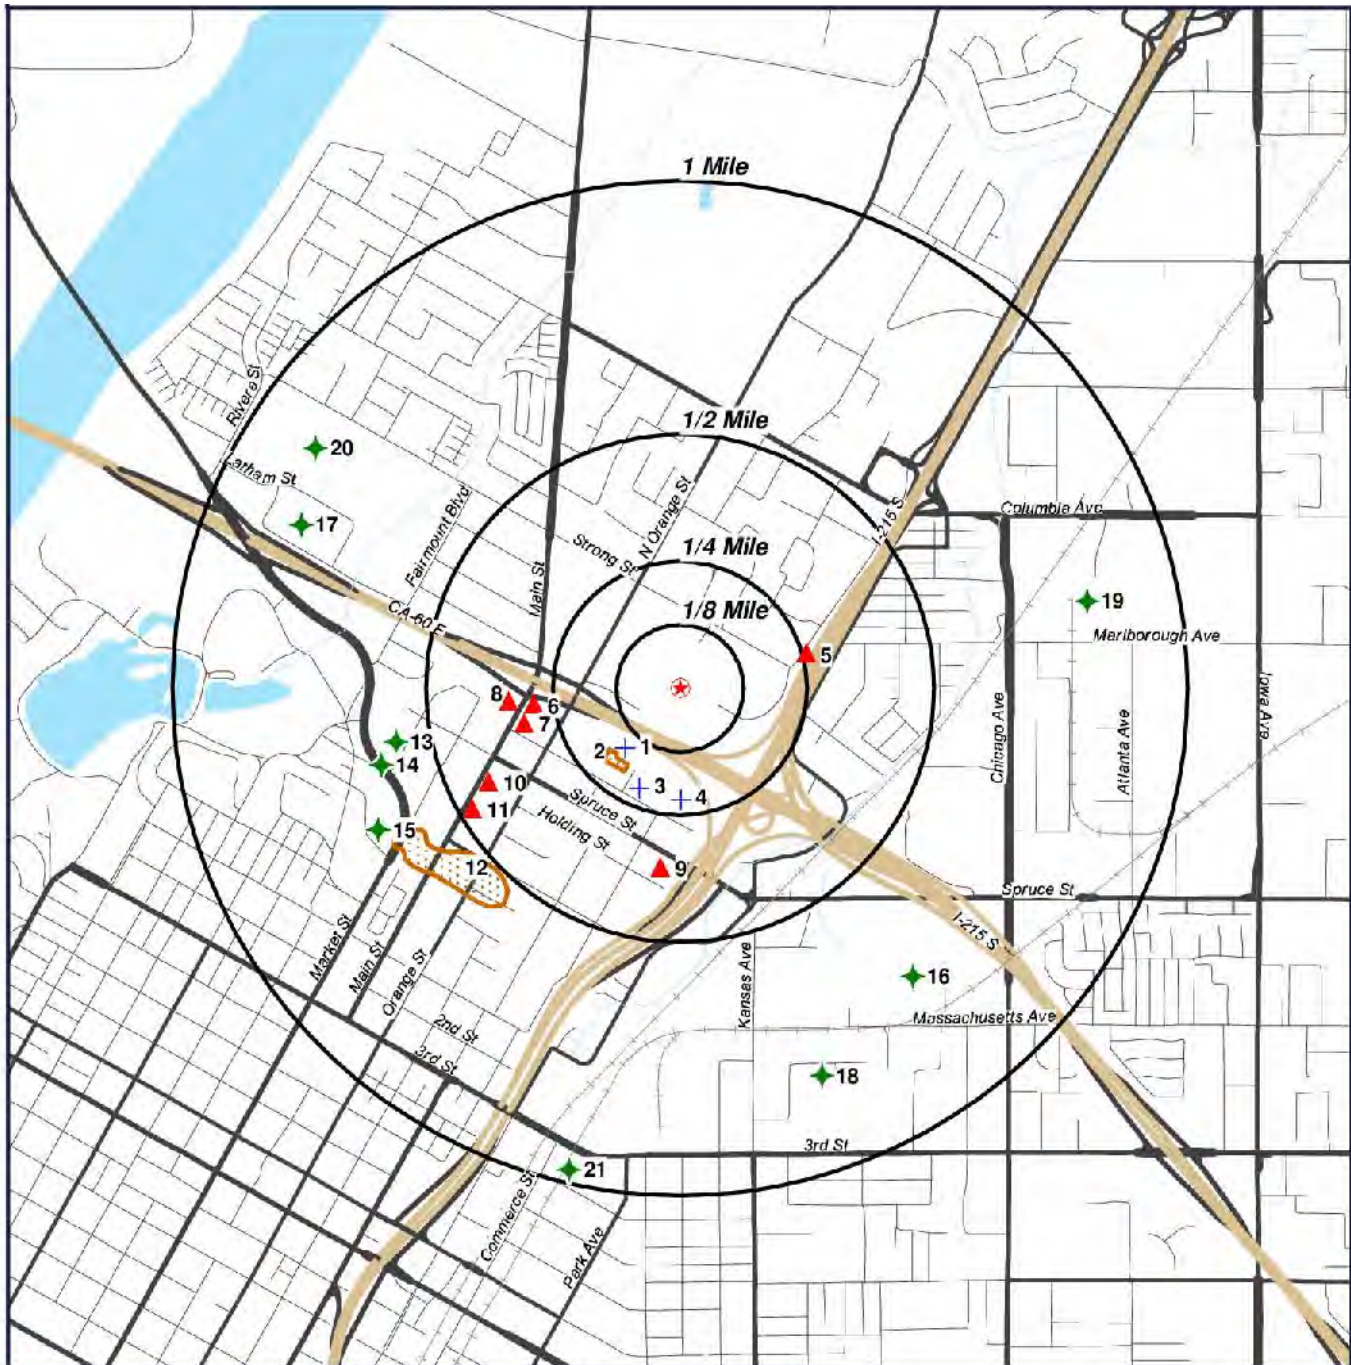 1 Mile
Rivera St
1/2 Mile
20
Latham St
N Orange St
Fairmount Blvd
I-215 S
Columbia Ave
17
Strong St
1/4 Mile
Main St
1/8 Mile
19
CA-60 E
Marlborough Ave
5
Iowa Ave
8
6
7
Chicago Ave
Atlanta Ave
13
2
1
14
10
3
4
11
Spruce St
Holding St
15
12
9
Spruce St
I-215 S
Market St
Main St
Orange St
Kansas Ave
16
2nd St
Massachusetts Ave
3rd St
18
3rd St
21
Commerce St
Park Ave